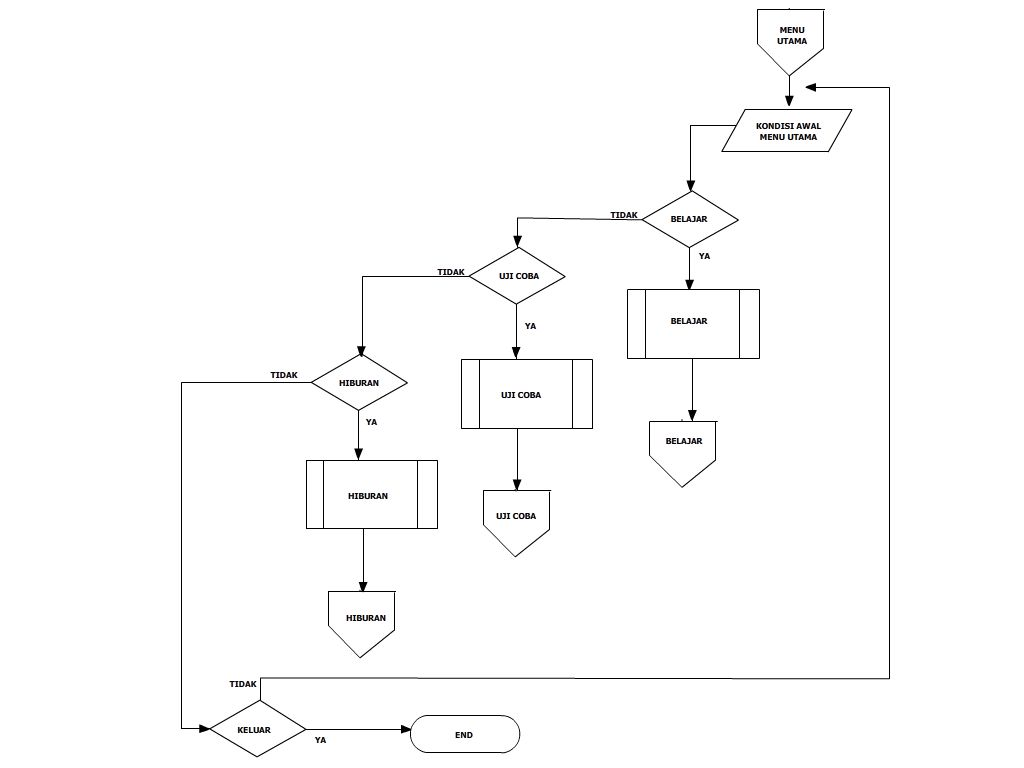 MENU
UTAMA
KONDISI AWAL
MENU UTAMA
TIDAK
BELAJAR
YA
TIDAK
UJI COBA
YA
BELAJAR
TIDAK
HIBURAN
YA
UJI COBA
BELAJAR
HIBURAN
UJI COBA
HIBURAN
TIDAK
KELUAR
YA
END